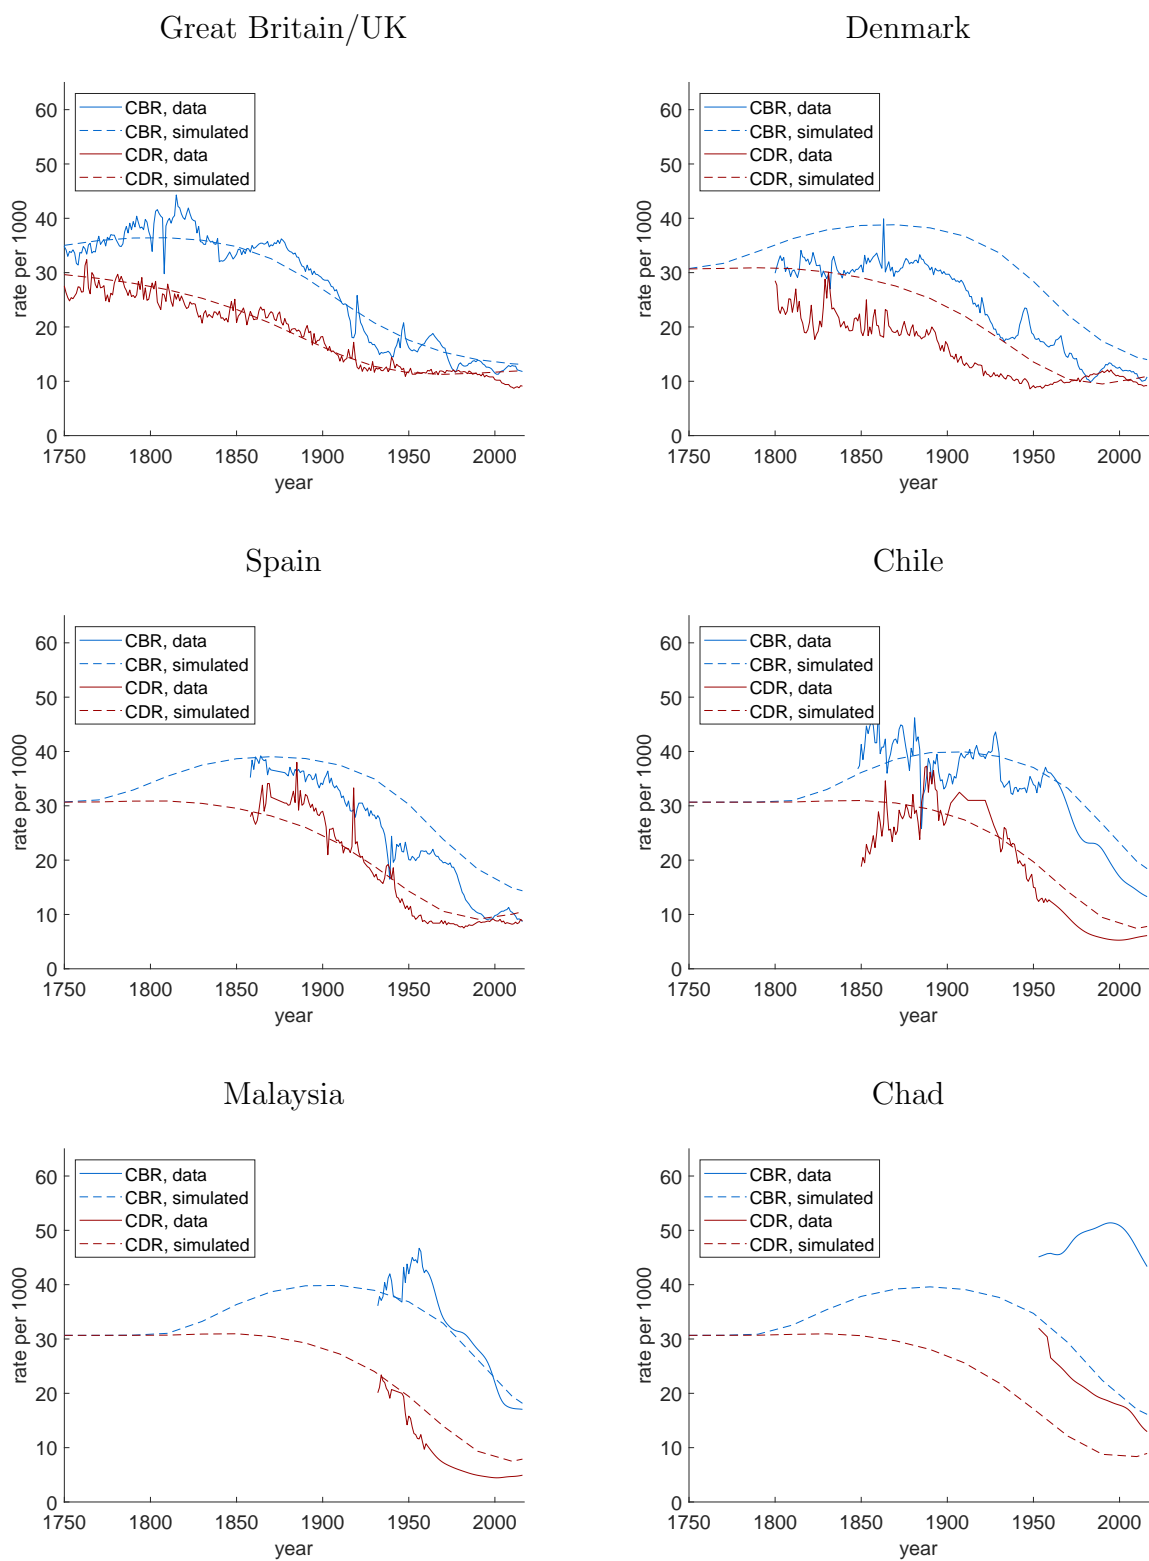 Great Britain/UK
60
50
40
30
20
10
0
rate per 1000
CBR, data
CBR, simulated
CDR, data
CDR, simulated
1750 1800 1850 1900 1950 2000
year
Denmark
60
50
40
30
20
10
0
rate per 1000
CBR, data
CBR, simulated
CDR, data
CDR, simulated
1750 1800 1850 1900 1950 2000
year
Spain
60
50
40
30
20
10
0
rate per 1000
CBR, data
CBR, simulated
CDR, data
CDR, simulated
1750 1800 1850 1900 1950 2000
year
Chile
60
50
40
30
20
10
0
rate per 1000
CBR, data
CBR, simulated
CDR, data
CDR, simulated
1750 1800 1850 1900 1950 2000
year
Malaysia
60
50
40
30
20
10
0
rate per 1000
CBR, data
CBR, simulated
CDR, data
CDR, simulated
1750 1800 1850 1900 1950 2000
year
Chad
60
50
40
30
20
10
0
rate per 1000
CBR, data
CBR, simulated
CDR, data
CDR, simulated
1750 1800 1850 1900 1950 2000
year